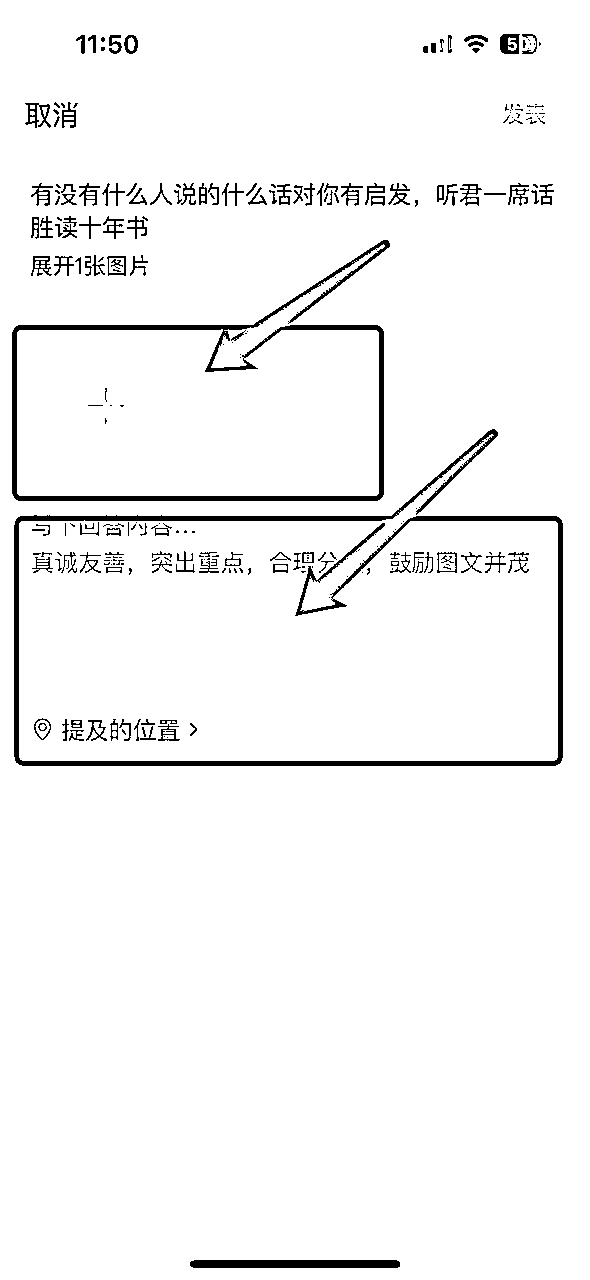 11:50
取消
发表
有没有什么人说的什么话对你有启发，听君一席话
胜读十年书
展开1张图片
写下回答内容...
真诚友善，突出重点，合理分，鼓励图文并茂
提及的位置